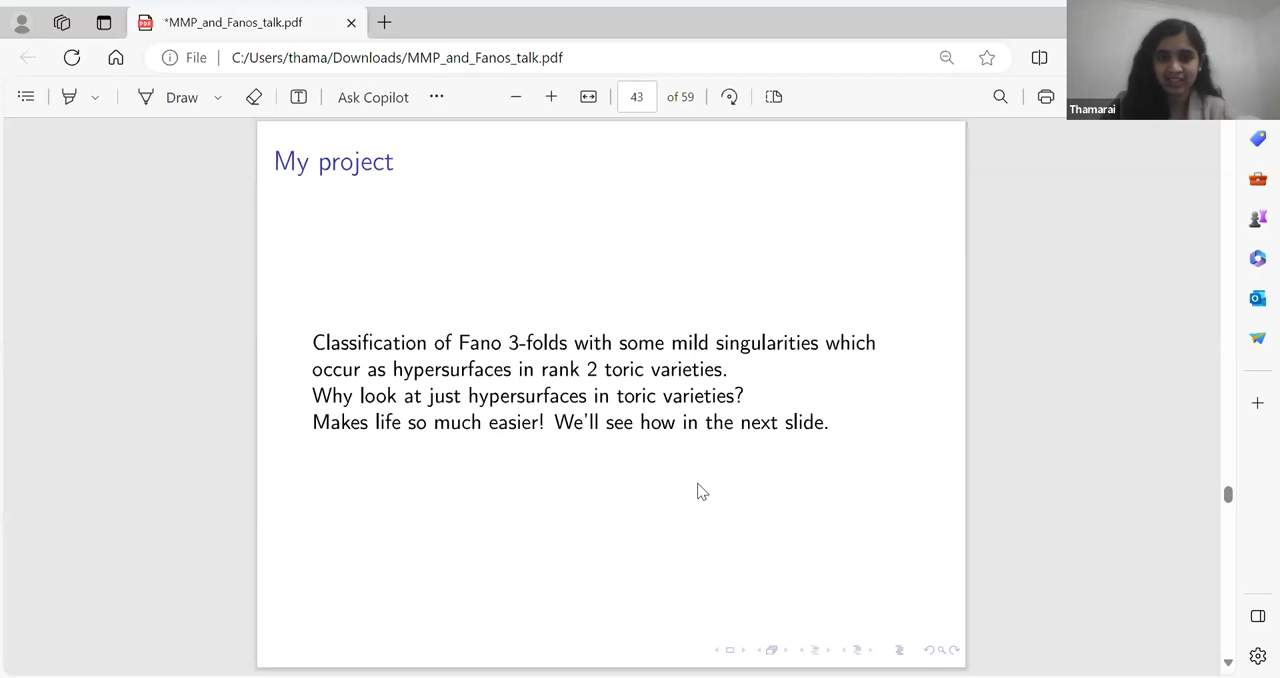 *MMP_and_Fanos_talk.pdf
File
C:/Users/thama/Downloads/MMP_and_Fanos_talk.pdf
Draw
Ask Copilot
43 of 59
Thamarai
My project
Classification of Fano 3-folds with some mild singularities which
occur as hypersurfaces in rank 2 toric varieties.
Why look at just hypersurfaces in toric varieties?
Makes life so much easier! We'll see how in the next slide.